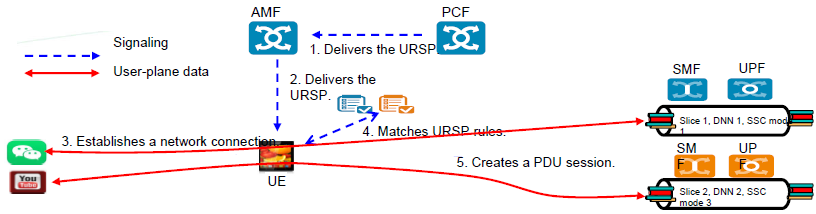 AMF
PCF
Signaling
User-plane data
1. Delivers the URSP.
2. Delivers the
URSP.
SMF
UPF
3. Establishes a network connection.
4. Matches URSP rules.
Slice 1, DNN 1, SSC mode
1
UE
5. Creates a PDU session.
SM
F
UP
F
You
Tube
Slice 2, DNN 2, SSC
mode 3